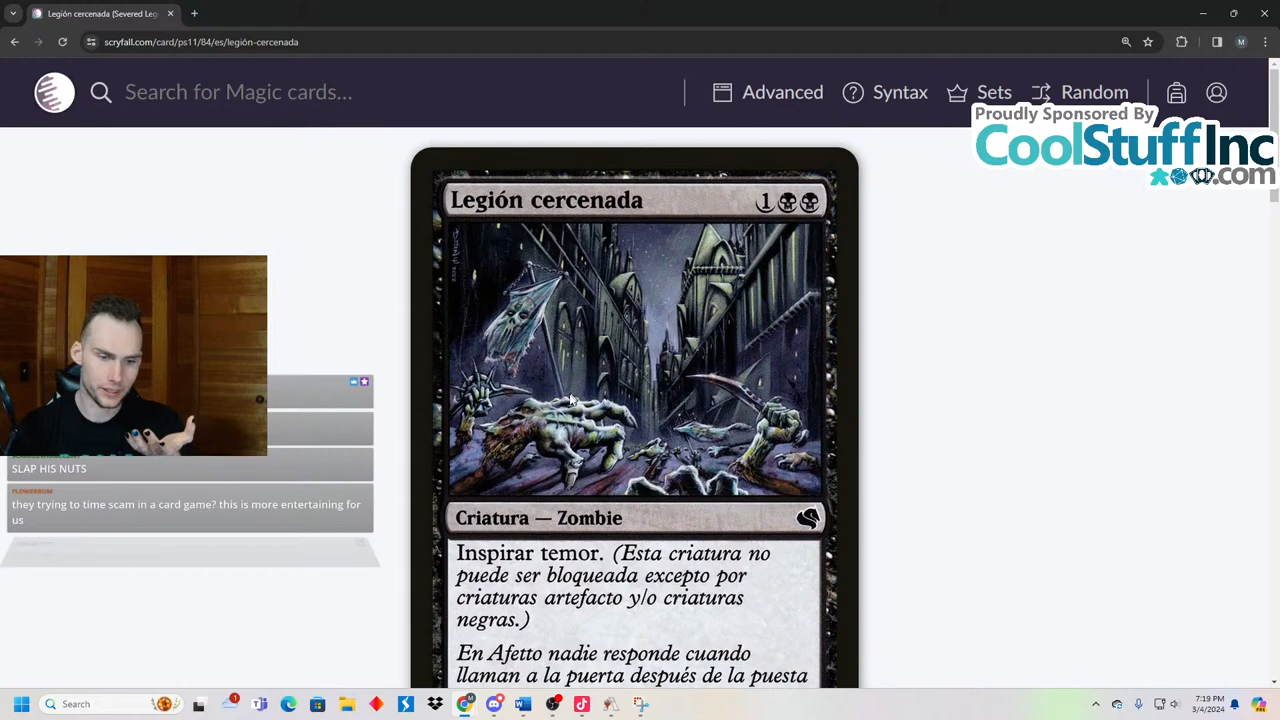 Legión cercenada (Severed Leg
scryfall.com/card/ps11/84/es/legión-cercenada
M
Search for Magic cards...
Advanced
Syntax
Sets
Random
Proudly Sponsored By
CoolStuffInc
.com
Legión cercenada
1
Criatura — Zombie
Inspirar temor. (Esta criatura no
puede ser bloqueada excepto por
criaturas artefacto y/o criaturas
negras.)
En Afetto nadie responde cuando
llaman a la puerta después de la puesta
SLAP HIS NUTS
FLOWERBUM
they trying to time scam in a card game? this is more entertaining for
us
Search
1
7:19 PM
3/4/2024